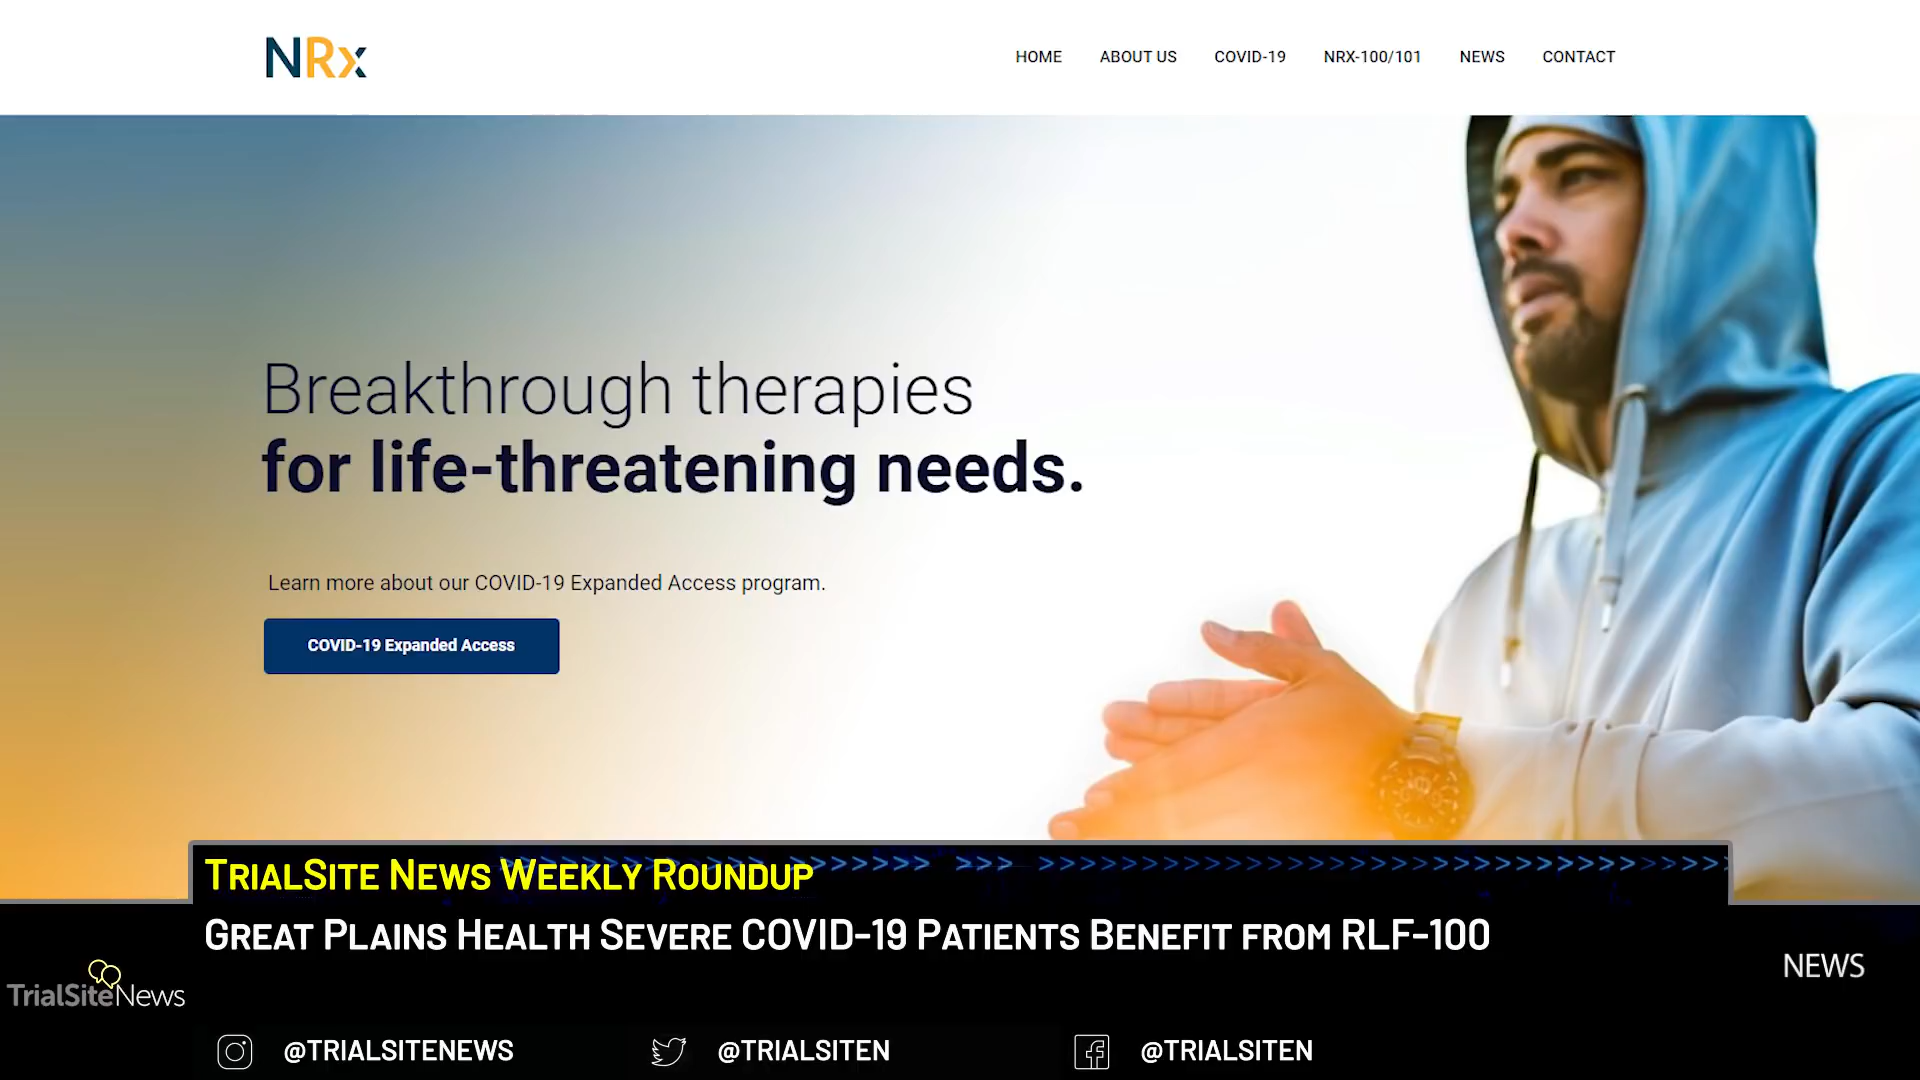 NRx
HOME ABOUT US COVID-19 NRX-100/101 NEWS CONTACT
Breakthrough therapies
for life-threatening needs.
Learn more about our COVID-19 Expanded Access program.
COVID-19 Expanded Access
TrialSite News Weekly Roundup
Great Plains Health Severe COVID-19 Patients Benefit from RLF-100
NEWS
TrialSiteNews
@TRIALSITENEWS @TRIALSITEN @TRIALSITEN